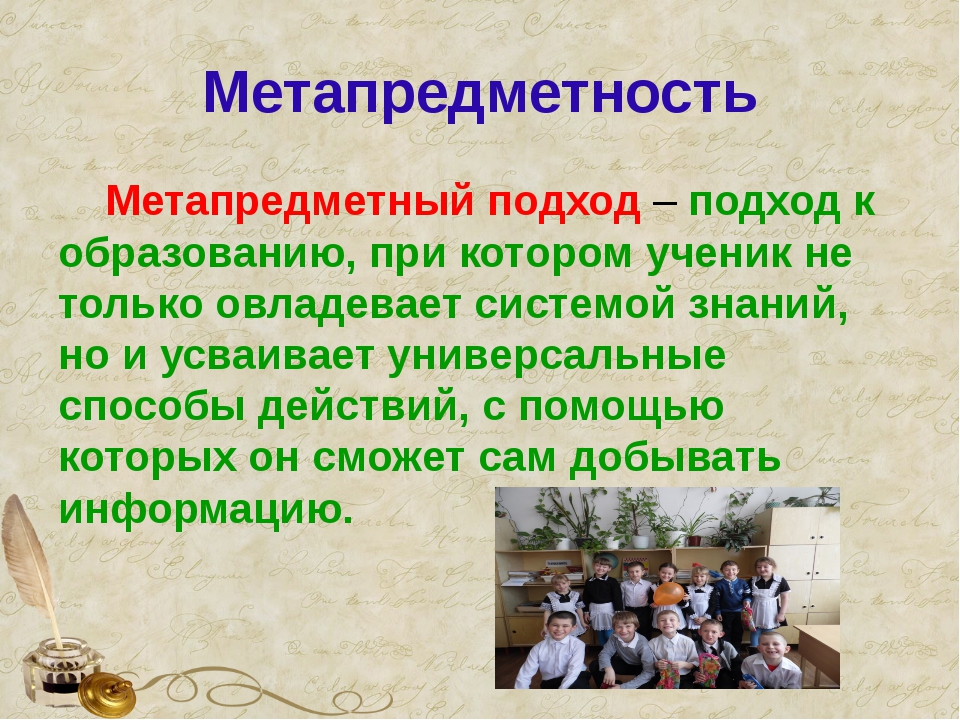 Метапредметность
Метапредметный подход – подход к
образованию, при котором ученик не
только овладевает системой знаний,
но и усваивает универсальные
способы действий, с помощью
которых он сможет сам добывать
информацию.